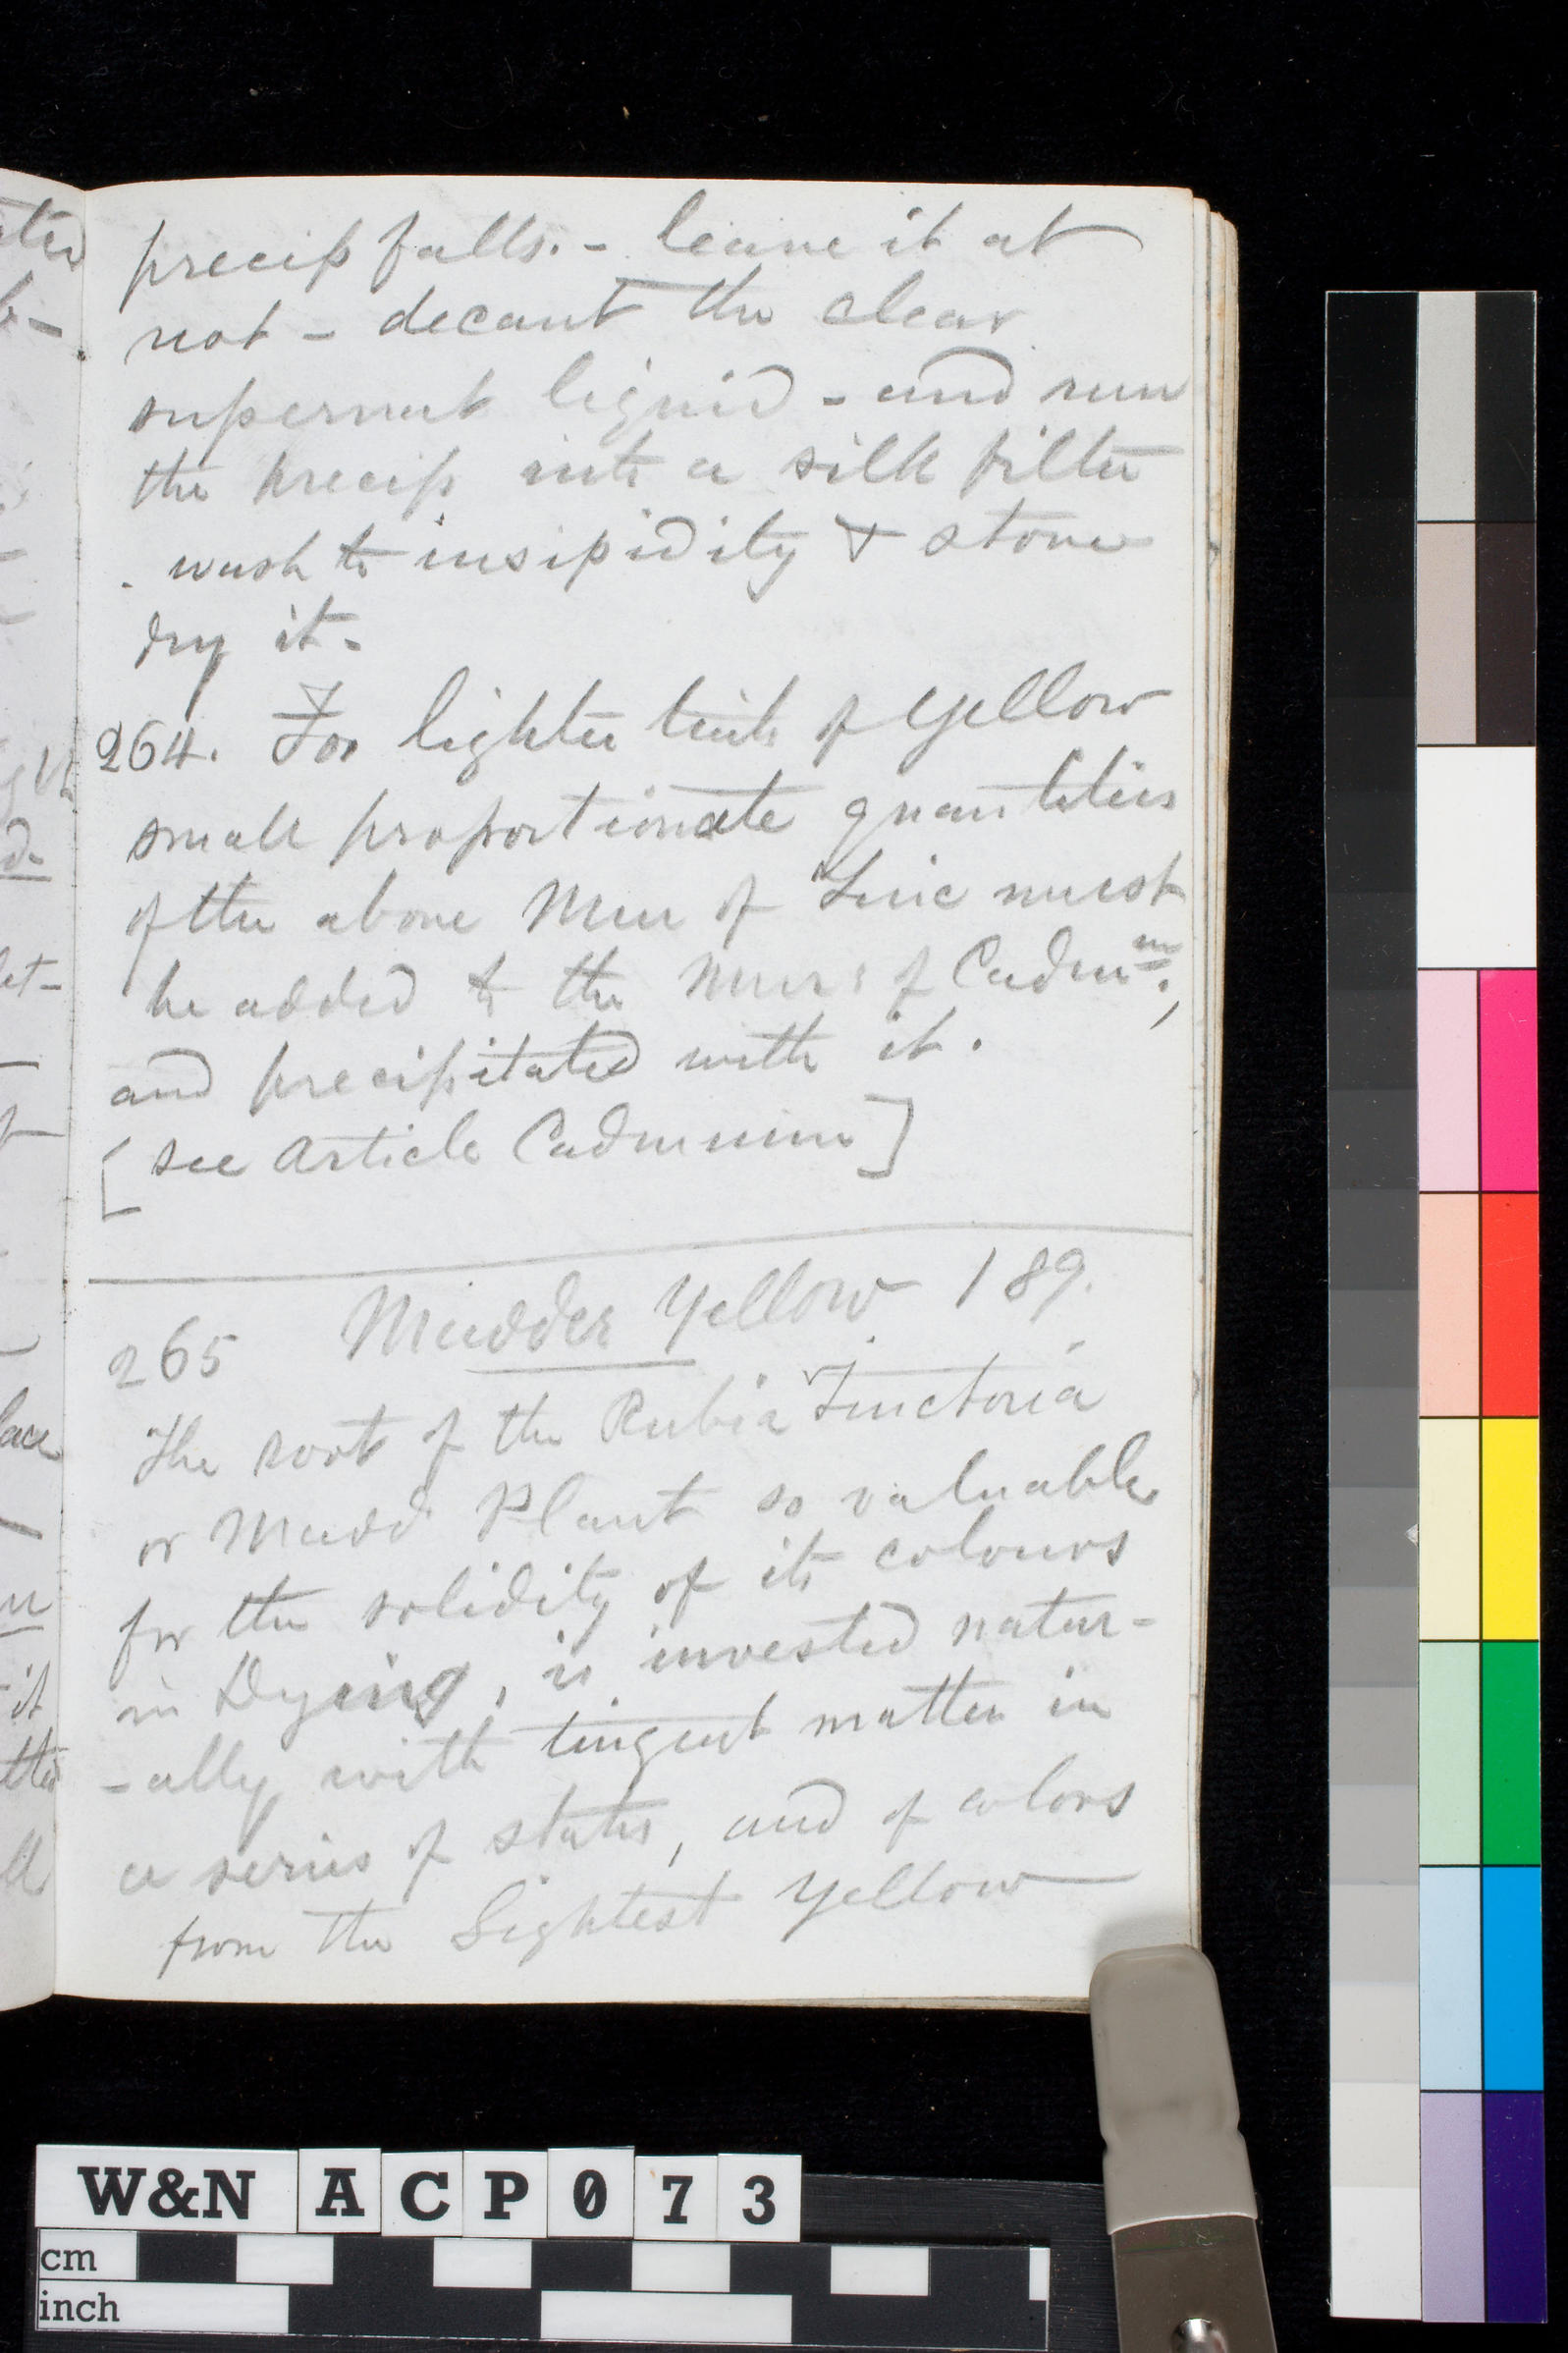 precip falls. - leave it at
rest - decant the clear
supernat liquid - and run
the precip into a silk filter
. wash to insipidity & stove
dry it -
264. For lighter tints of Yellow
small proportionate quantities
of the above Mur of Zinc must
be added to the Mur: of Cadmm.,
and precipitated with it.
[see Article Cadmium]
265 Madder Yellow 189.
The root of the Rubia Tinctoria
or Madd Plant so valuable
for the solidity of its colours
in Dying, is invested natur-
-ally with tingent matter in
a series of states, and of colors
from the Lightest Yellow
W&N ACP073
cm
inch